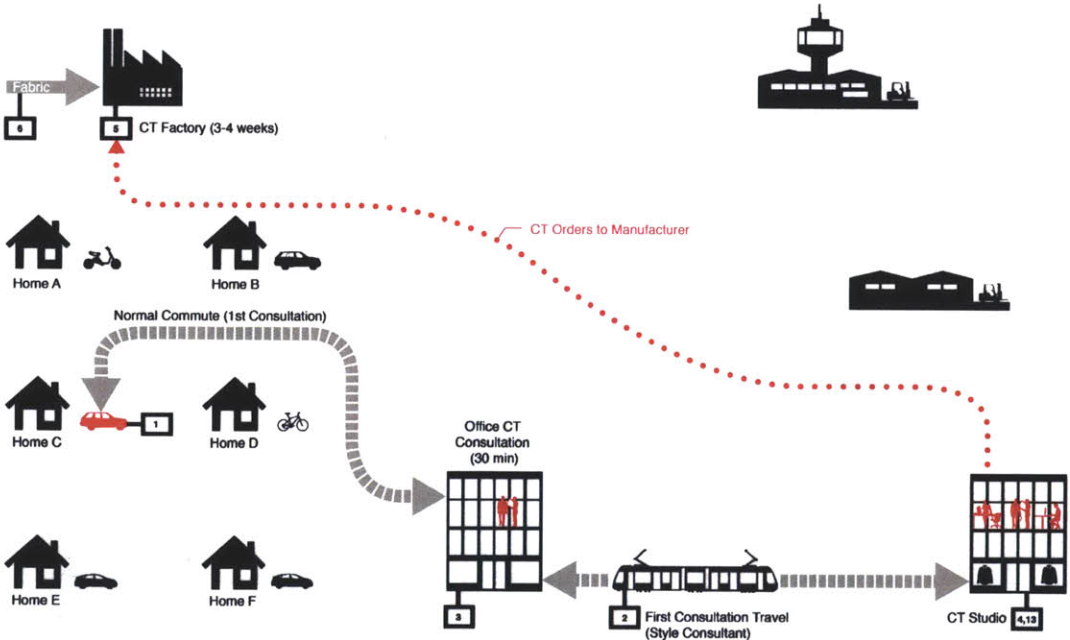 Fabric
6
5
CT Factory (3-4 weeks)
CT Orders to Manufacturer
Home A
Home B
Normal Commute (1st Consultation)
1
Home C
Home D
Office CT
Consultation
(30 min)
Home E
Home F
3
2
First Consultation Travel
(Style Consultant)
CT Studio
4,13